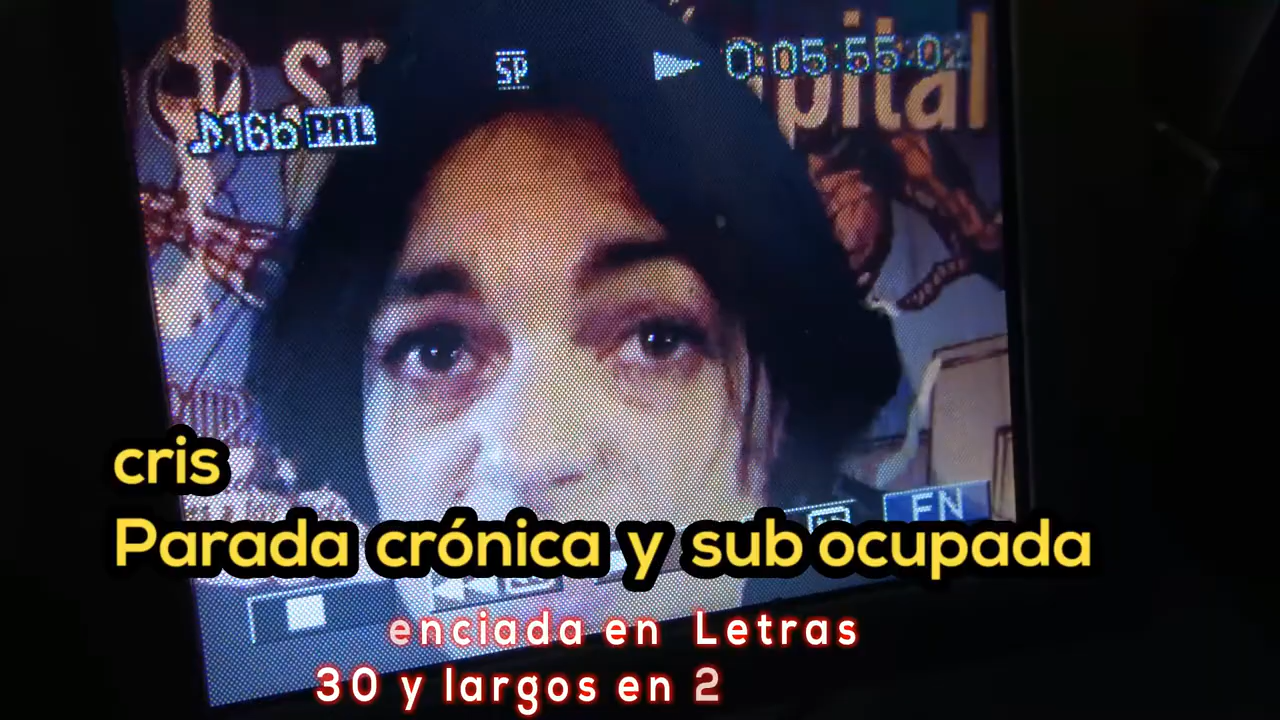 SP
0:05:55:02
pital
♪16b PAL
EN
cris
Parada crónica y sub ocupada
enciada en Letras
30 y largos en 2